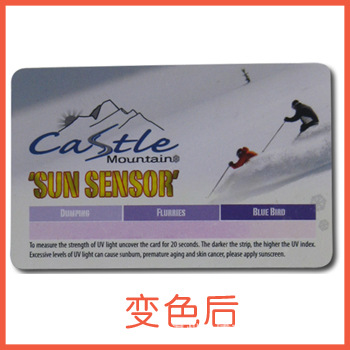 Castle
Mountain®
'SUN SENSOR'
DUMPING FLURRIES BLUE BIRD
To measure the strength of UV light uncover the card for 20 seconds. The darker the strip, the higher the UV index.
Excessive levels of UV light can cause sunburn, premature aging and skin cancer, please apply sunscreen.
变色后